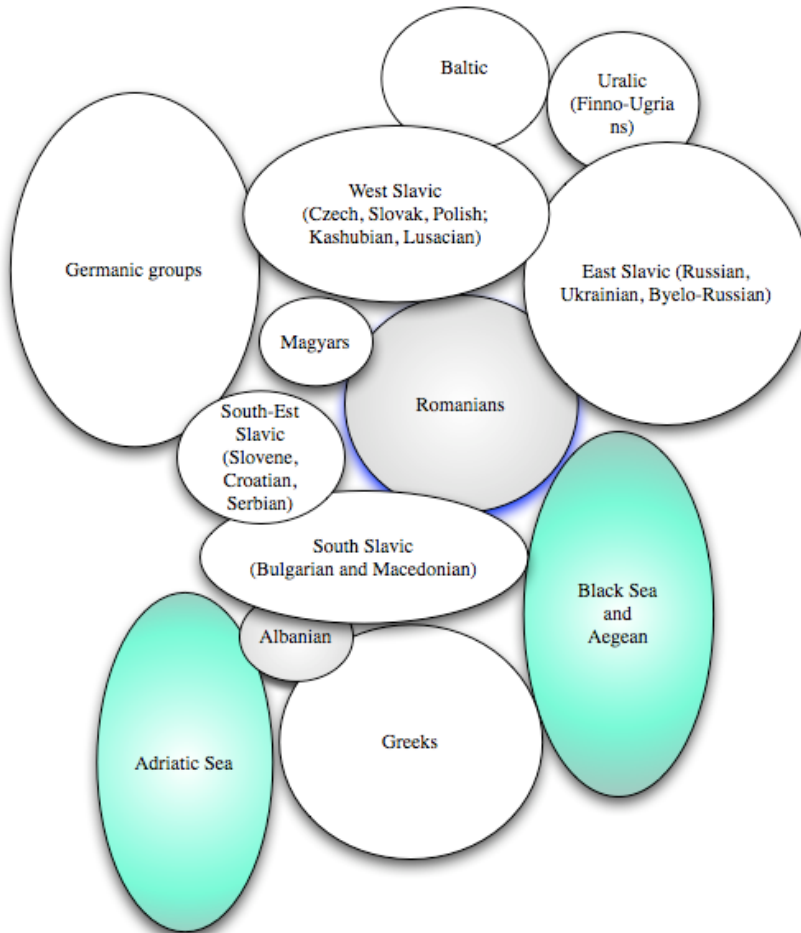 Baltic
Uralic
(Finno-Ugria
ns)
West Slavic
(Czech, Slovak, Polish;
Kashubian, Lusacian)
Germanic groups
East Slavic (Russian,
Ukrainian, Byelo-Russian)
Magyars
Romanians
South-Est
Slavic
(Slovene,
Croatian,
Serbian)
South Slavic
(Bulgarian and Macedonian)
Black Sea
and
Aegean
Albanian
Greeks
Adriatic Sea